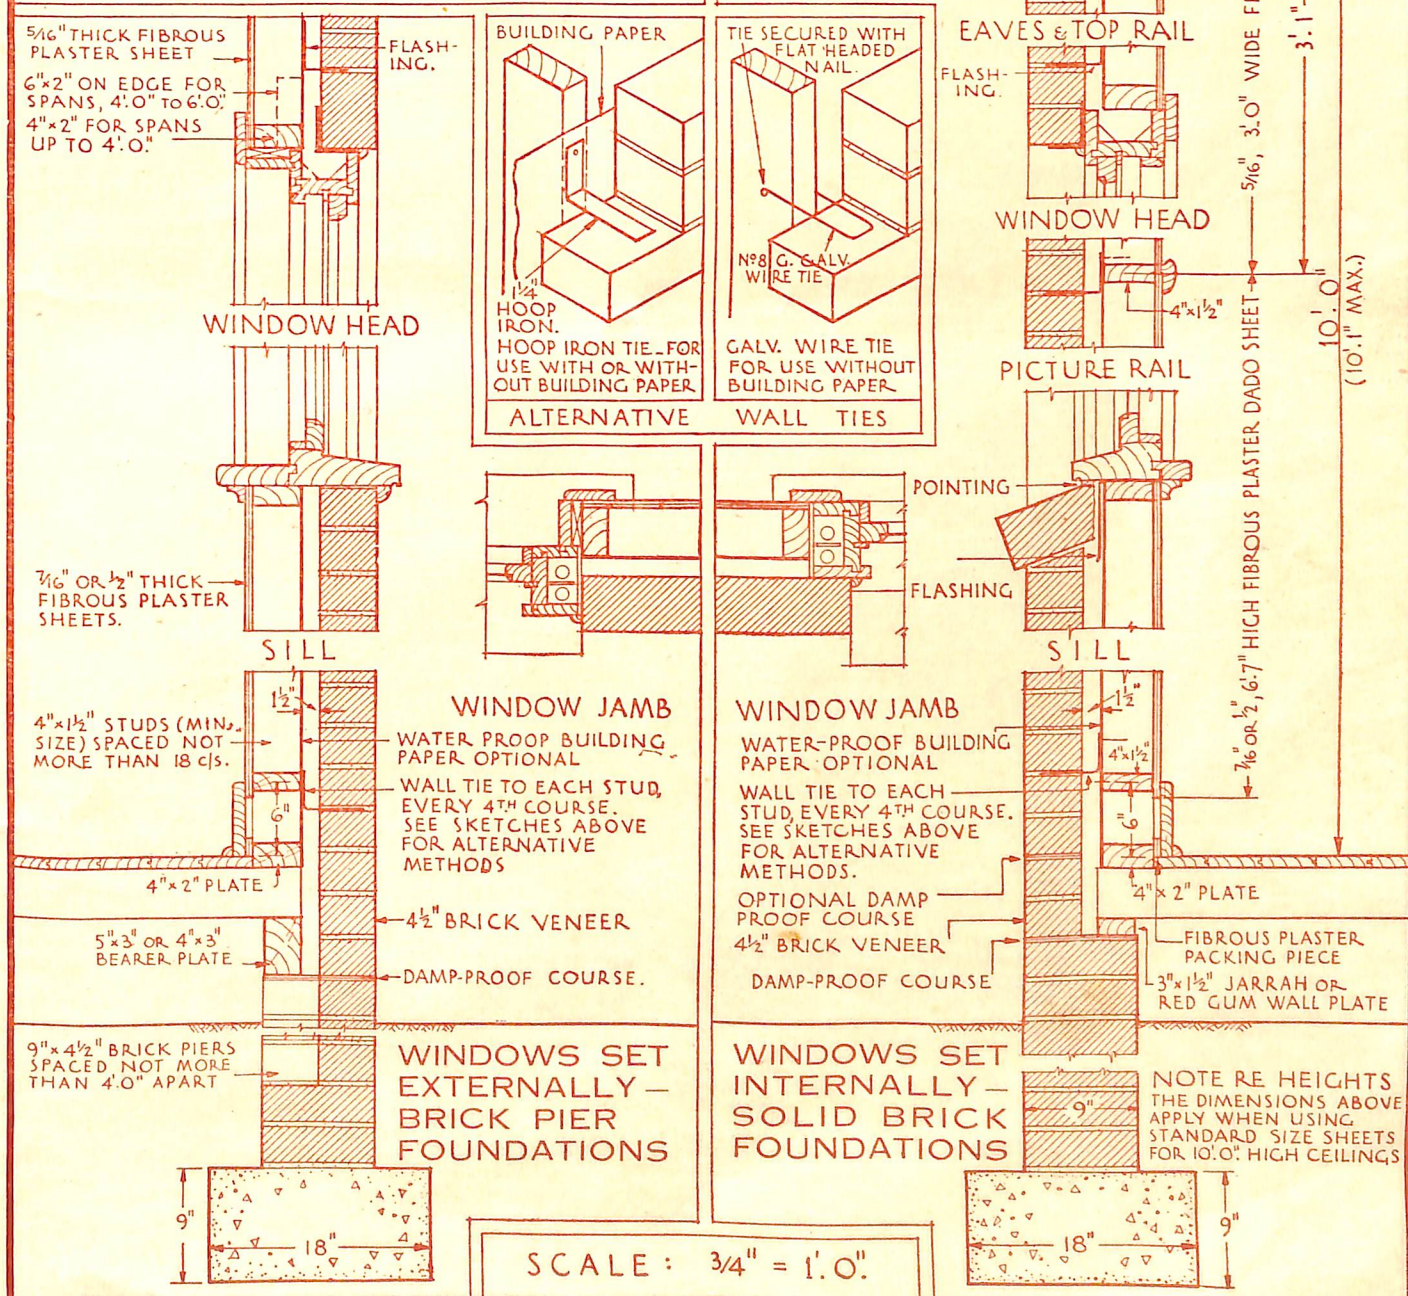 5/16" THICK FIBROUS
PLASTER SHEET
6"x2" ON EDGE FOR
SPANS, 4'.0" TO 6'.0".
4"x2" FOR SPANS
UP TO 4'.0".
FLASH-
ING.
WINDOW HEAD
BUILDING PAPER
1¼"
HOOP
IRON.
HOOP IRON TIE-FOR
USE WITH OR WITH-
OUT BUILDING PAPER
TIE SECURED WITH
FLAT HEADED
NAIL.
Nº8 G. GALV.
WIRE TIE
GALV. WIRE TIE
FOR USE WITHOUT
BUILDING PAPER
ALTERNATIVE WALL TIES
EAVES & TOP RAIL
FLASH-
ING.
WINDOW HEAD
4"x1½"
PICTURE RAIL
5/16", 3'.0" WIDE
3'.1"
7/16" OR ½", 6'.7" HIGH FIBROUS PLASTER DADO SHEET
10'.0"
(10'.1" MAX.)
7/16" OR ½" THICK
FIBROUS PLASTER
SHEETS.
SILL
POINTING
FLASHING
SILL
1½"
4"x1½" STUDS (MIN.
SIZE) SPACED NOT
MORE THAN 18 c/s.
6"
4"x2" PLATE
5"x3" OR 4"x3"
BEARER PLATE
9"x4½" BRICK PIERS
SPACED NOT MORE
THAN 4'.0" APART
WINDOW JAMB
WATER PROOP BUILDING
PAPER OPTIONAL
WALL TIE TO EACH STUD,
EVERY 4TH COURSE.
SEE SKETCHES ABOVE
FOR ALTERNATIVE
METHODS
4½" BRICK VENEER
DAMP-PROOF COURSE.
WINDOWS SET
EXTERNALLY—
BRICK PIER
FOUNDATIONS
9"
18"
WINDOW JAMB
WATER-PROOF BUILDING
PAPER OPTIONAL
WALL TIE TO EACH
STUD, EVERY 4TH COURSE.
SEE SKETCHES ABOVE
FOR ALTERNATIVE
METHODS.
OPTIONAL DAMP
PROOF COURSE
4½" BRICK VENEER
DAMP-PROOF COURSE
1½"
4"x1½"
6"
4"x2" PLATE
FIBROUS PLASTER
PACKING PIECE
3"x1½" JARRAH OR
RED GUM WALL PLATE
WINDOWS SET
INTERNALLY—
SOLID BRICK
FOUNDATIONS
9"
NOTE RE HEIGHTS
THE DIMENSIONS ABOVE
APPLY WHEN USING
STANDARD SIZE SHEETS
FOR 10'.0". HIGH CEILINGS
18"
9"
SCALE: 3/4" = 1'.0".